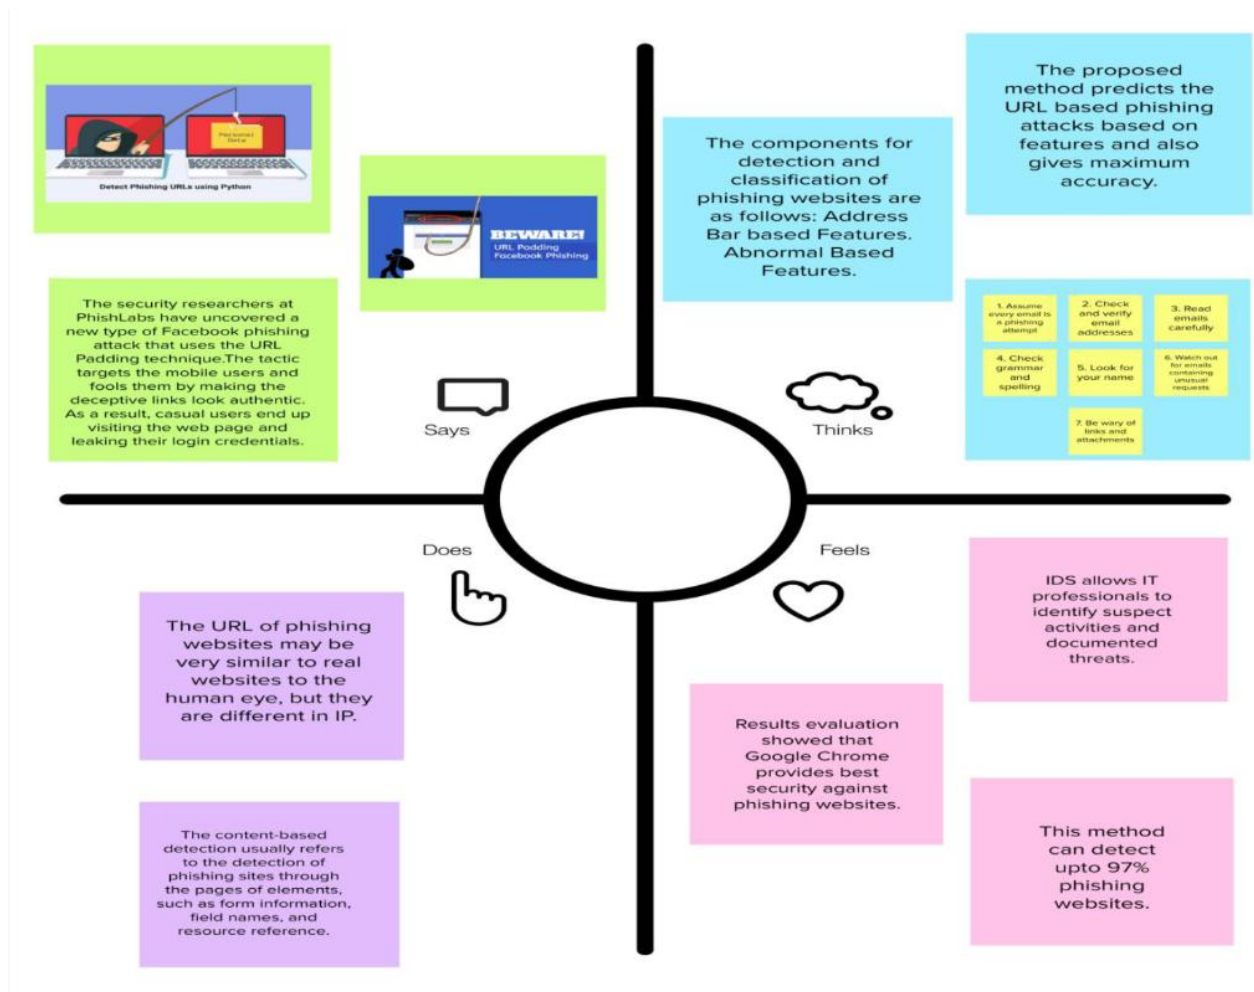 Personal
Data
Detect Phishing URLs using Python
BEWARE!
URL Padding
Facebook Phishing
The security researchers at
PhishLabs have uncovered a
new type of Facebook phishing
attack that uses the URL
Padding technique.The tactic
targets the mobile users and
fools them by making the
deceptive links look authentic.
As a result, casual users end up
visiting the web page and
leaking their login credentials.
Says
The components for
detection and
classification of
phishing websites are
as follows: Address
Bar based Features.
Abnormal Based
Features.
The proposed
method predicts the
URL based phishing
attacks based on
features and also
gives maximum
accuracy.
1. Assume
every email is
a phishing
attempt
2. Check
and verify
email
addresses
3. Read
emails
carefully
4. Check
grammar
and
spelling
5. Look for
your name
6. Watch out
for emails
containing
unusual
requests
7. Be wary of
links and
attachments
Thinks
Does
The URL of phishing
websites may be
very similar to real
websites to the
human eye, but they
are different in IP.
The content-based
detection usually refers
to the detection of
phishing sites through
the pages of elements,
such as form information,
field names, and
resource reference.
Feels
IDS allows IT
professionals to
identify suspect
activities and
documented
threats.
Results evaluation
showed that
Google Chrome
provides best
security against
phishing websites.
This method
can detect
upto 97%
phishing
websites.